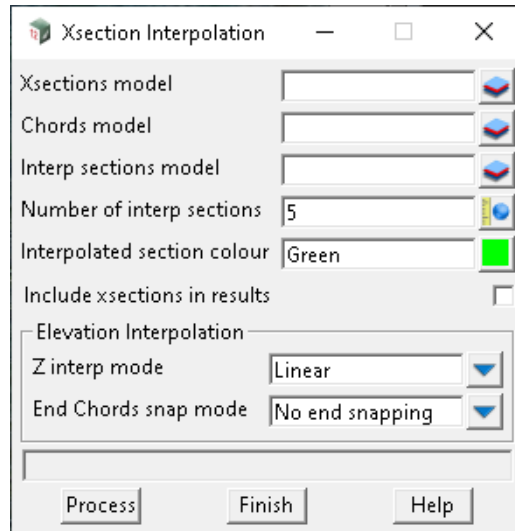 Xsection Interpolation
Xsections model
Chords model
Interp sections model
Number of interp sections 5
Interpolated section colour Green
Include xsections in results
Elevation Interpolation
Z interp mode Linear
End Chords snap mode No end snapping
Process Finish Help